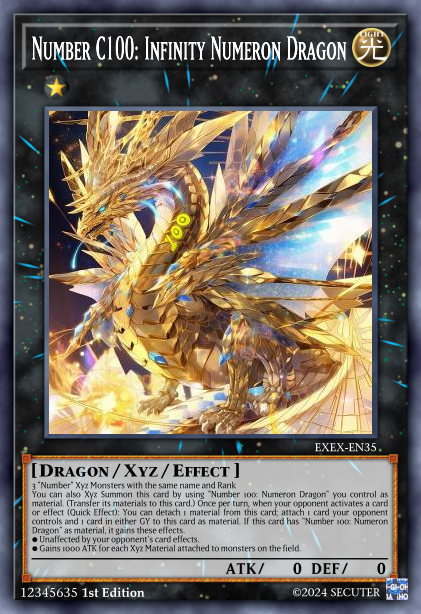 Number C100: Infinity Numeron Dragon
LIGHT
光
100
EXEX-EN35
[Dragon/Xyz/Effect]
3 "Number" Xyz Monsters with the same name and Rank
You can also Xyz Summon this card by using "Number 100: Numeron Dragon" you control as
material. (Transfer its materials to this card.) Once per turn, when your opponent activates a card
or effect (Quick Effect): You can detach 1 material from this card; attach 1 card your opponent
controls and 1 card in either GY to this card as material. If this card has "Number 100: Numeron
Dragon" as material, it gains these effects.
● Unaffected by your opponent's card effects.
● Gains 1000 ATK for each Xyz Material attached to monsters on the field.
ATK/ 0 DEF/ 0
12345635 1st Edition ©2024 SECUTER